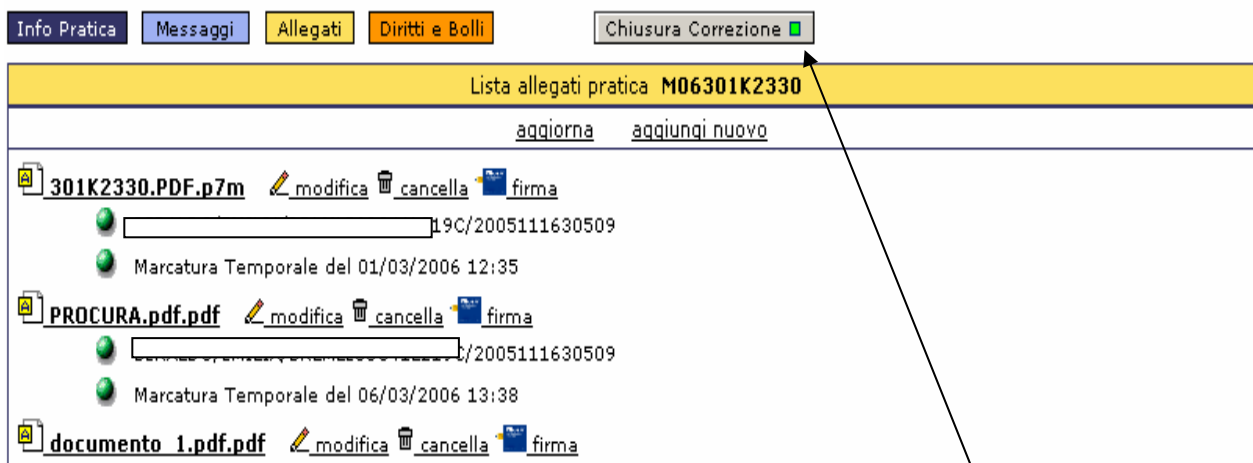 Info Pratica Messaggi Allegati Diritti e Bolli Chiusura Correzione
Lista allegati pratica M06301K2330
aggiorna aggiungi nuovo
301K2330.PDF.p7m modifica cancella firma
19C/2005111630509
Marcatura Temporale del 01/03/2006 12:35
PROCURA.pdf.pdf modifica cancella firma
/2005111630509
Marcatura Temporale del 06/03/2006 13:38
documento_1.pdf.pdf modifica cancella firma